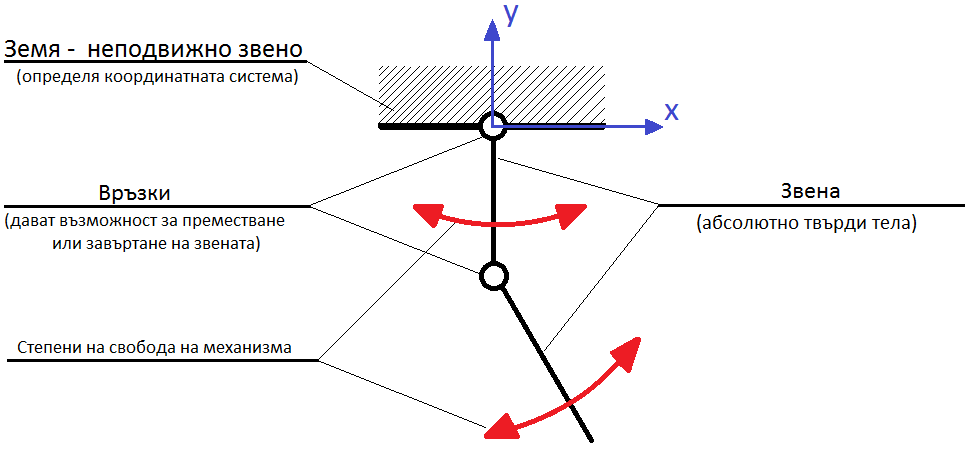 y
Земя - неподвижно звено
(определя координатната система)
x
Връзки
(дават възможност за преместване
или завъртане на звената)
Звена
(абсолютно твърди тела)
Степени на свобода на механизма